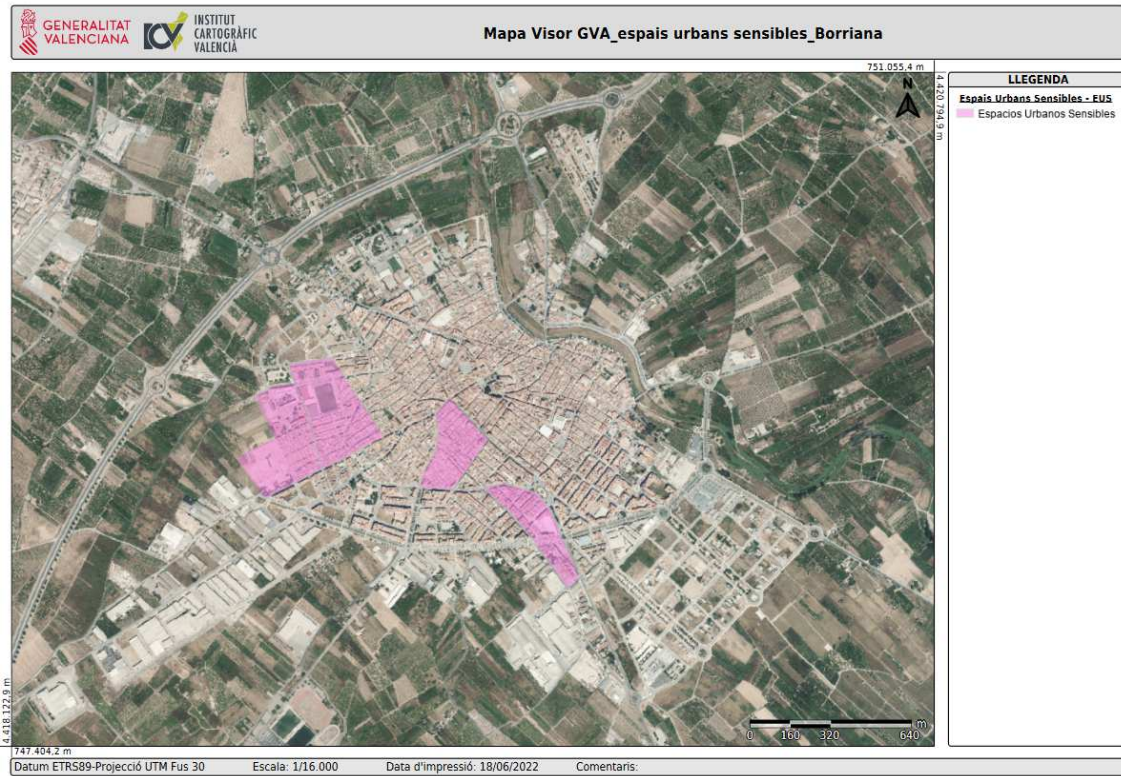 GENERALITAT
VALENCIANA
ICV
INSTITUT
CARTOGRÀFIC
VALENCIÀ
Mapa Visor GVA_espais urbans sensibles_Borriana
751.055,4 m
4.420.794,9 m
N
LLEGENDA
Espais Urbans Sensibles - EUS
Espacios Urbanos Sensibles
4.418.122,9 m
m
0 160 320 640
747.404,2 m
Datum ETRS89-Projecció UTM Fus 30 Escala: 1/16.000 Data d'impressió: 18/06/2022 Comentaris: